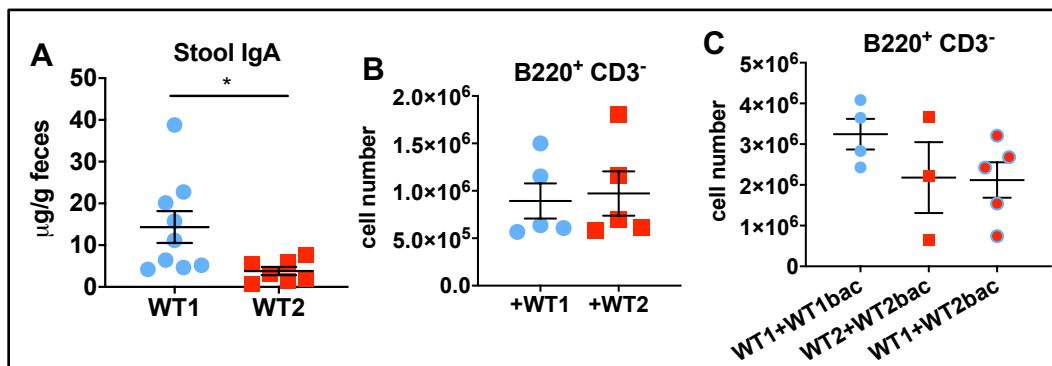 A
Stool IgA
*
50
40
30
20
10
0
µg/g feces
WT1 WT2
B
B220⁺ CD3⁻
2.0×10⁶
1.5×10⁶
1.0×10⁶
5.0×10⁵
0.0
cell number
+WT1 +WT2
C
B220⁺ CD3⁻
5×10⁶
4×10⁶
3×10⁶
2×10⁶
1×10⁶
0
cell number
WT1+WT1bac
WT2+WT2bac
WT1+WT2bac